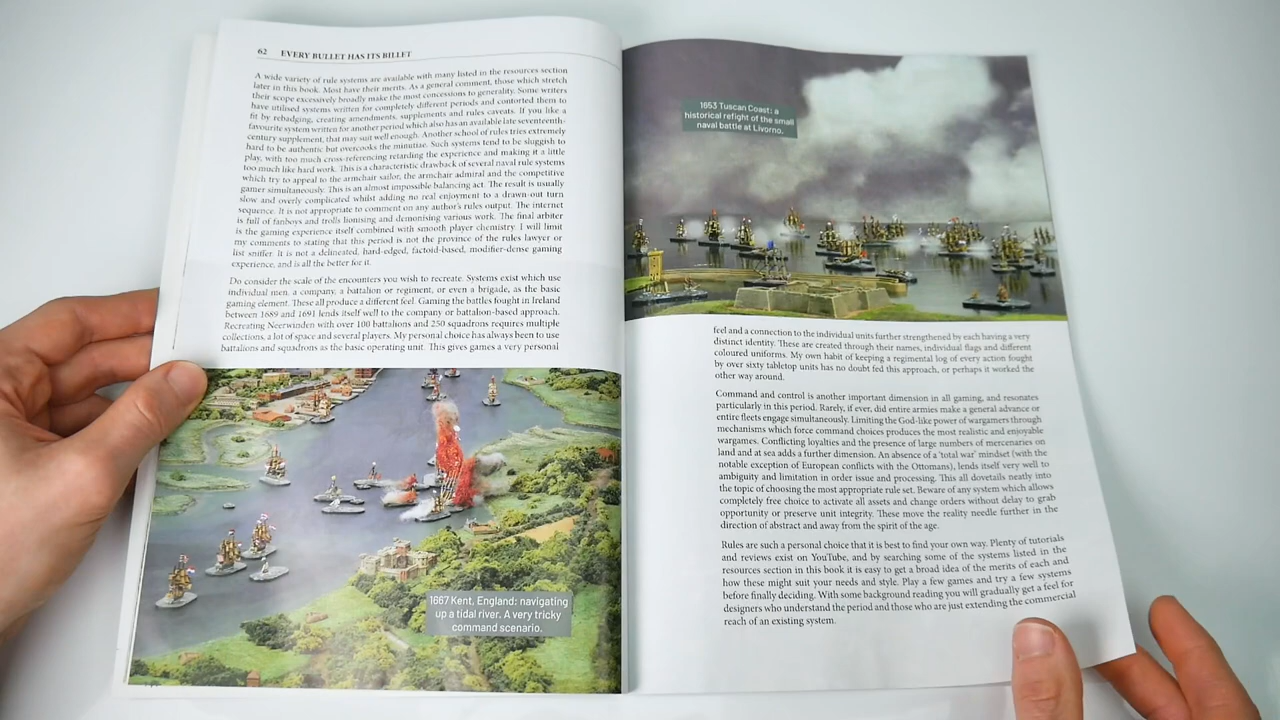 62 EVERY BULLET HAS ITS BILLET
A wide variety of rule systems are available with many listed in the resources section
later in this book. Most have their merits. As a general comment, those which stretch
their scope excessively broadly make the most concessions to generality. Some writers
have utilised systems written for completely different periods and contorted them to
fit by rebadging, creating amendments, supplements and rules caveats. If you like a
favourite system written for another period which also has an available late seventeenth-
century supplement, that may suit well enough. Another school of rules tries extremely
hard to be authentic but overcooks the minutiae. Such systems tend to be sluggish to
play, with too much cross-referencing retarding the experience and making it a little
too much like hard work. This is a characteristic drawback of several naval rule systems
which try to appeal to the armchair sailor, the armchair admiral and the competitive
gamer simultaneously. This is an almost impossible balancing act. The result is usually
slow and overly complicated whilst adding no real enjoyment to a drawn-out turn
sequence. It is not appropriate to comment on any author's rules output. The internet
is full of fanboys and trolls lionising and demonising various work. The final arbiter
is the gaming experience itself combined with smooth player chemistry. I will limit
my comments to stating that this period is not the province of the rules lawyer or
list sniffer. It is not a delineated, hard-edged, factoid-based, modifier-dense gaming
experience, and is all the better for it.
Do consider the scale of the encounters you wish to recreate. Systems exist which use
individual men, a company, a battalion or regiment, or even a brigade, as the basic
gaming element. These all produce a different feel. Gaming the battles fought in Ireland
between 1689 and 1691 lends itself well to the company or battalion-based approach.
Recreating Neerwinden with over 100 battalions and 250 squadrons requires multiple
collections, a lot of space and several players. My personal choice has always been to use
battalions and squadrons as the basic operating unit. This gives games a very personal
1667 Kent, England: navigating
up a tidal river. A very tricky
command scenario.
1653 Tuscan Coast: a
historical refight of the small
naval battle at Livorno.
feel and a connection to the individual units further strengthened by each having a very
distinct identity. These are created through their names, individual flags and different
coloured uniforms. My own habit of keeping a regimental log of every action fought
by over sixty tabletop units has no doubt fed this approach, or perhaps it worked the
other way around.
Command and control is another important dimension in all gaming, and resonates
particularly in this period. Rarely, if ever, did entire armies make a general advance or
entire fleets engage simultaneously. Limiting the God-like power of wargamers through
mechanisms which force command choices produces the most realistic and enjoyable
wargames. Conflicting loyalties and the presence of large numbers of mercenaries on
land and at sea adds a further dimension. An absence of a 'total war' mindset (with the
notable exception of European conflicts with the Ottomans), lends itself very well to
ambiguity and limitation in order issue and processing. This all dovetails neatly into
the topic of choosing the most appropriate rule set. Beware of any system which allows
completely free choice to activate all assets and change orders without delay to grab
opportunity or preserve unit integrity. These move the reality needle further in the
direction of abstract and away from the spirit of the age.
Rules are such a personal choice that it is best to find your own way. Plenty of tutorials
and reviews exist on YouTube, and by searching some of the systems listed in the
resources section in this book it is easy to get a broad idea of the merits of each and
how these might suit your needs and style. Play a few games and try a few systems
before finally deciding. With some background reading you will gradually get a feel for
designers who understand the period and those who are just extending the commercial
reach of an existing system.